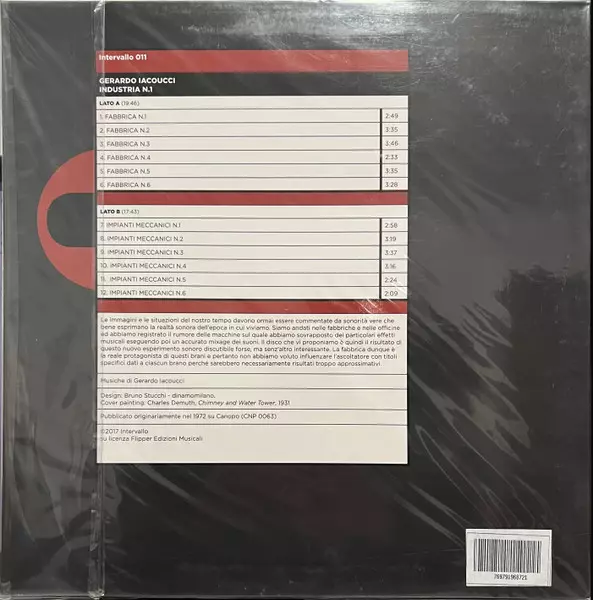 Intervallo 011
GERARDO IACOUCCI
INDUSTRIA N.1
LATO A (19:46)
1. FABBRICA N.1 2:49
2. FABBRICA N.2 3:35
3. FABBRICA N.3 3:46
4. FABBRICA N.4 2:33
5. FABBRICA N.5 3:35
6. FABBRICA N.6 3:28
LATO B (17:43)
7. IMPIANTI MECCANICI N.1 2:58
8. IMPIANTI MECCANICI N.2 3:19
9. IMPIANTI MECCANICI N.3 3:37
10. IMPIANTI MECCANICI N.4 3:16
11. IMPIANTI MECCANICI N.5 2:24
12. IMPIANTI MECCANICI N.6 2:09
Le immagini e le situazioni del nostro tempo devono ormai essere commentate da sonorità vere che
bene esprimano la realtà sonora dell'epoca in cui viviamo. Siamo andati nelle fabbriche e nelle officine
ed abbiamo registrato il rumore delle macchine sul quale abbiamo sovrapposto dei particolari effetti
musicali eseguendo poi un accurato mixage dei suoni. Il disco che vi proponiamo è quindi il risultato di
questo nuovo esperimento sonoro discutibile forse, ma senz'altro interessante. La fabbrica dunque è
la reale protagonista di questi brani e pertanto non abbiamo voluto influenzare l'ascoltatore con titoli
specifici dati a ciascun brano perché sarebbero necessariamente risultati troppo approssimativi.
Musiche di Gerardo Iacoucci
Design: Bruno Stucchi - dinamomilano.
Cover painting: Charles Demuth, Chimney and Water Tower, 1931
Pubblicato originariamente nel 1972 su Canopo (CNP 0063)
©2017 Intervallo
su licenza Flipper Edizioni Musicali